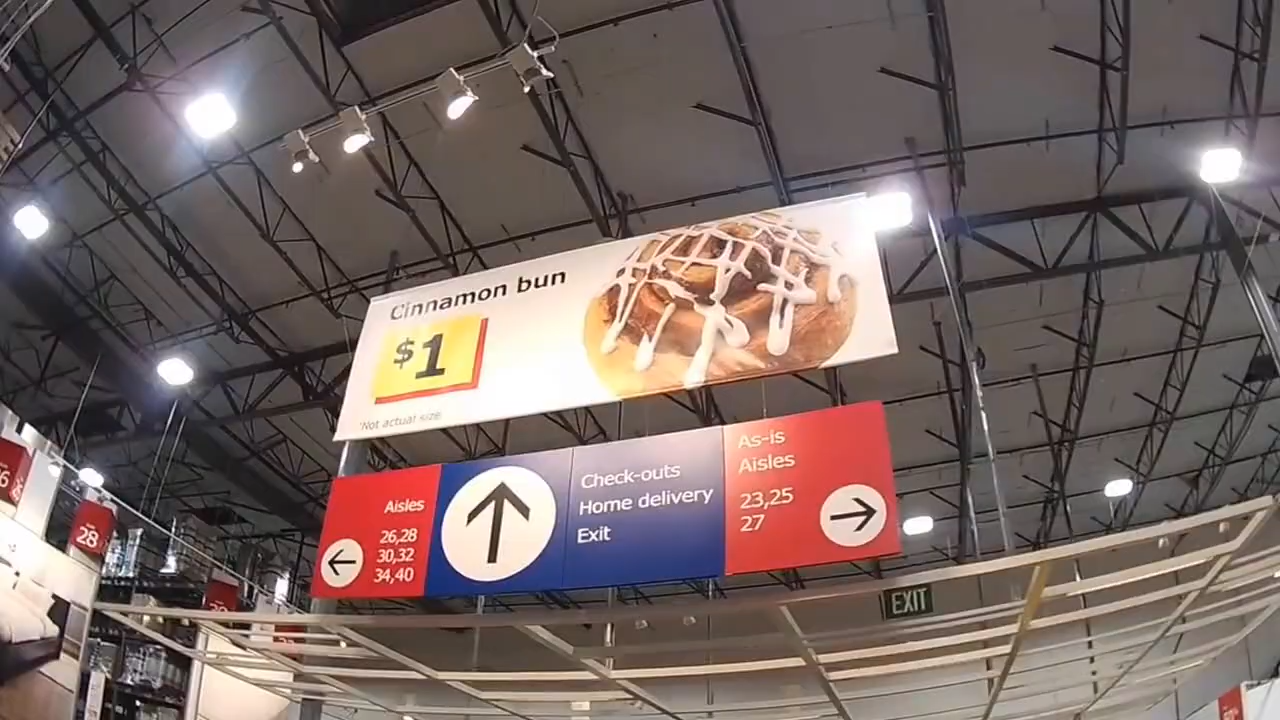 Cinnamon bun
$1
*Not actual size
Aisles
26,28
30,32
34,40
Check-outs
Home delivery
Exit
As-is
Aisles
23,25
27
28
EXIT